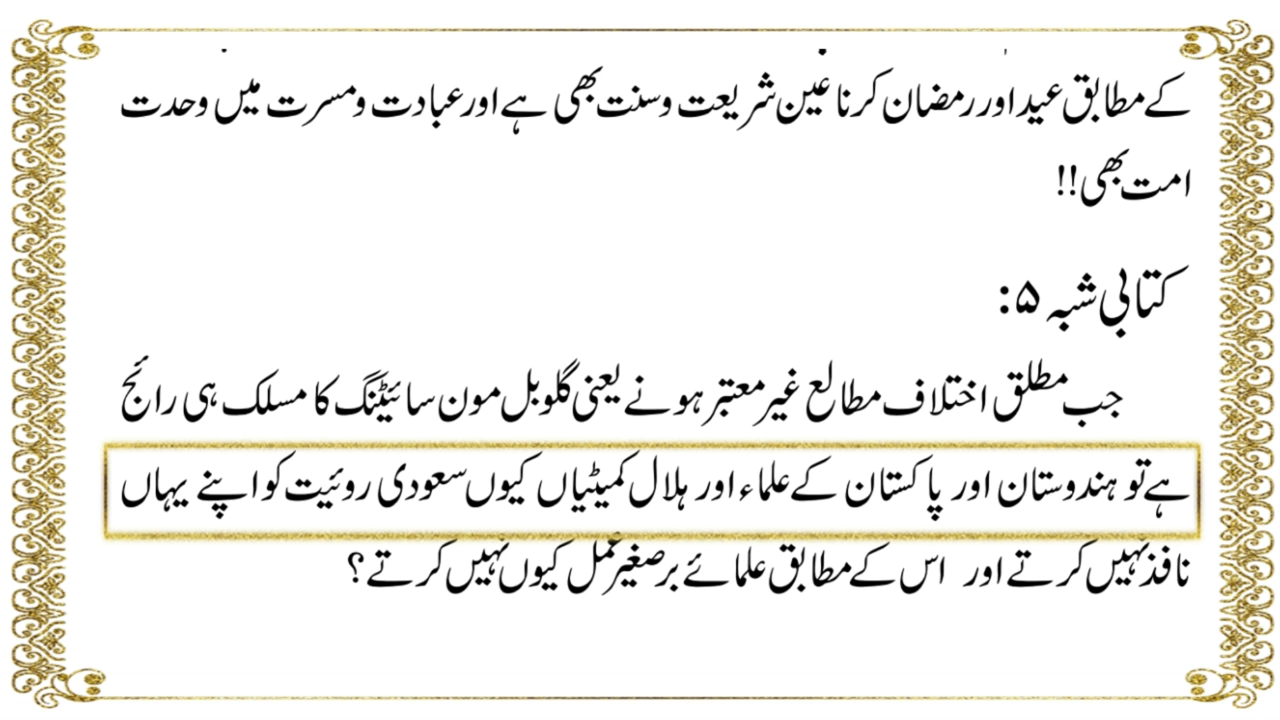 کے مطابق عید اور رمضان کرنا عین شریعت و سنت بھی ہے اور عبادت و مسرت میں وحدت
امت بھی!!
کتابی شبہ ۵:
جب مطلق اختلاف مطالع غیر معتبر ہونے یعنی گلوبل مون سائیٹنگ کا مسلک ہی رائج
ہے تو ہندوستان اور پاکستان کے علماء اور ہلال کمیٹیاں کیوں سعودی روئیت کو اپنے یہاں
نافذ نہیں کرتے اور اس کے مطابق علمائے برصغیر عمل کیوں نہیں کرتے؟